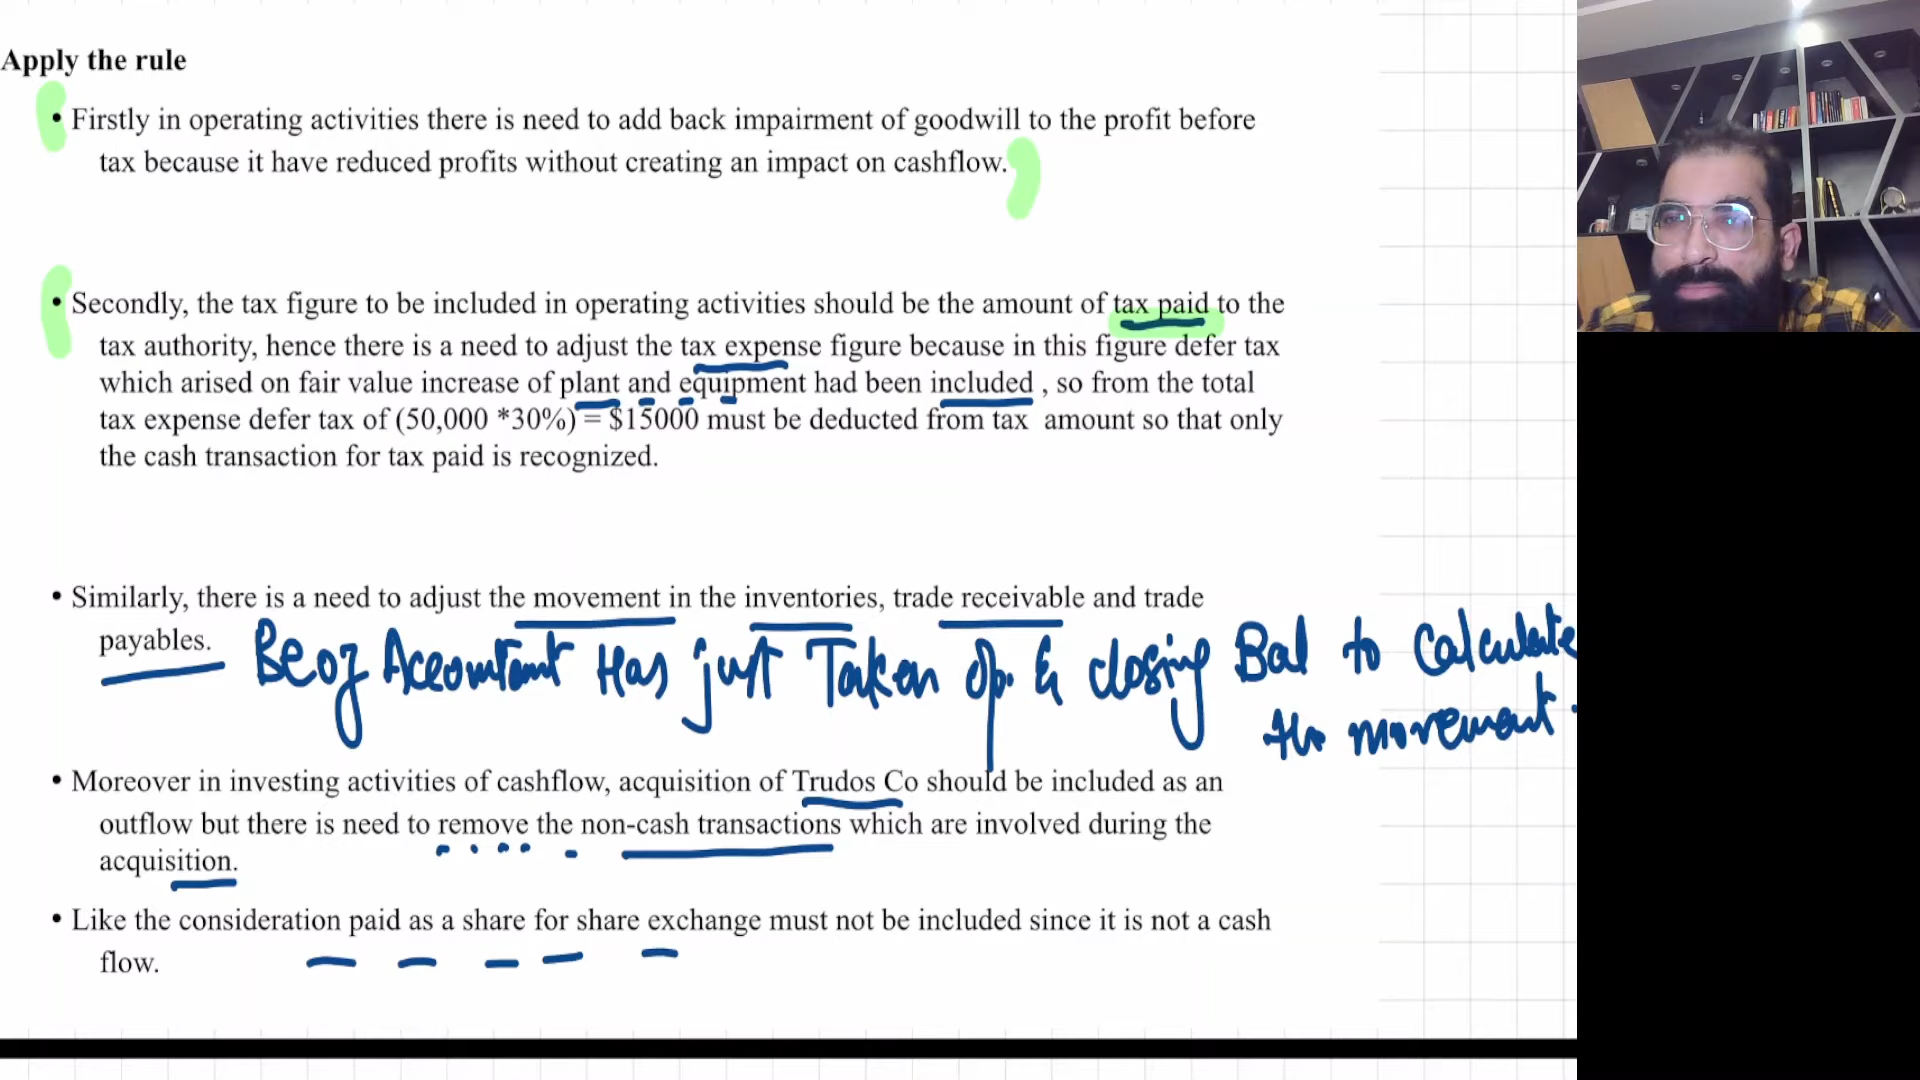 Apply the rule
• Firstly in operating activities there is need to add back impairment of goodwill to the profit before
tax because it have reduced profits without creating an impact on cashflow.
• Secondly, the tax figure to be included in operating activities should be the amount of tax paid to the
tax authority, hence there is a need to adjust the tax expense figure because in this figure defer tax
which arised on fair value increase of plant and equipment had been included , so from the total
tax expense defer tax of (50,000 *30%) = $15000 must be deducted from tax amount so that only
the cash transaction for tax paid is recognized.
• Similarly, there is a need to adjust the movement in the inventories, trade receivable and trade
payables.
Beoz Accountant Has just Taken op. & closing Bal to Calculate
the movement.
• Moreover in investing activities of cashflow, acquisition of Trudos Co should be included as an
outflow but there is need to remove the non-cash transactions which are involved during the
acquisition.
• Like the consideration paid as a share for share exchange must not be included since it is not a cash
flow.